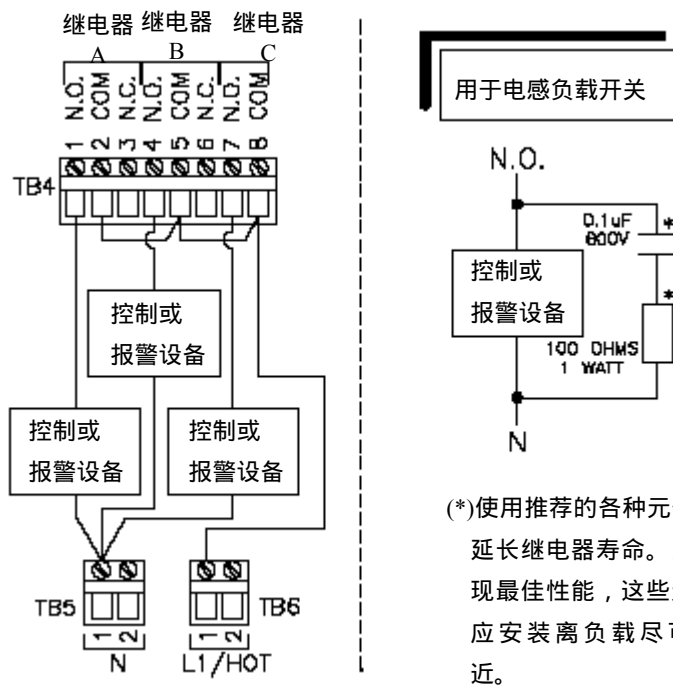 继电器 继电器 继电器
A B C
N.O. COM N.C. N.O. COM N.C. N.O. COM
1 2 3 4 5 6 7 8
TB4
控制或
报警设备
控制或
报警设备
控制或
报警设备
TB5
1 2
N
TB6
1 2
L1/HOT
用于电感负载开关
N.O.
0.1uF
600V
*
控制或
报警设备
*
100 OHMS
1 WATT
N
(*)使用推荐的各种元
延长继电器寿命。
现最佳性能，这些
应安装离负载尽可
近。